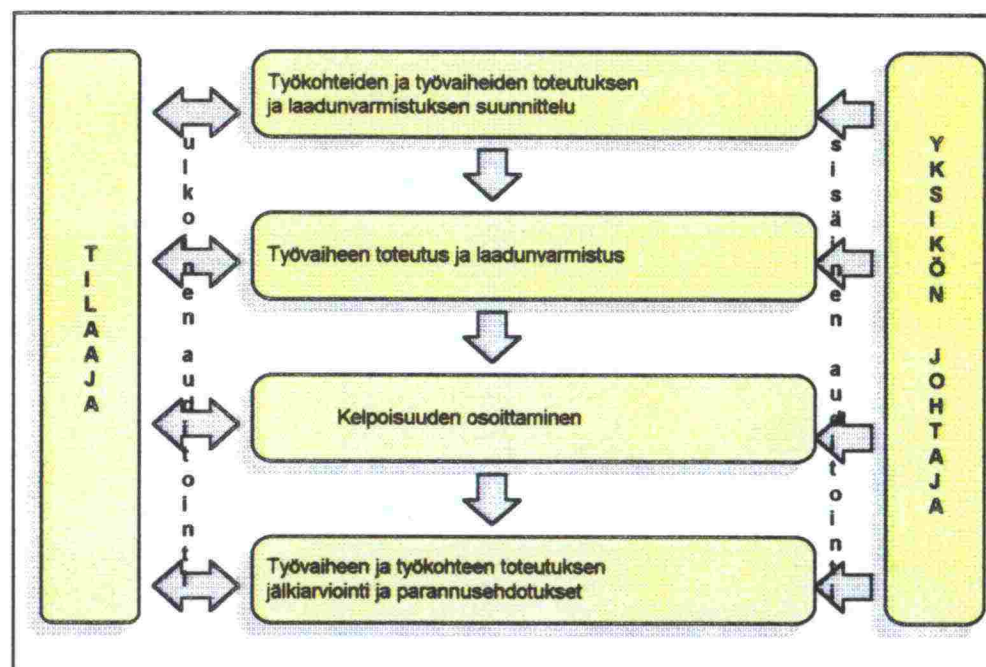 TILAAJA
ulkoinen auditointi
Työkohteiden ja työvaiheiden toteutuksen
ja laadunvarmistuksen suunnittelu
Työvaiheen toteutus ja laadunvarmistus
Kelpoisuuden osoittaminen
Työvaiheen ja työkohteen toteutuksen
jälkiarviointi ja parannusehdotukset
sisäinen auditointi
YKSIKÖN JOHTAJA